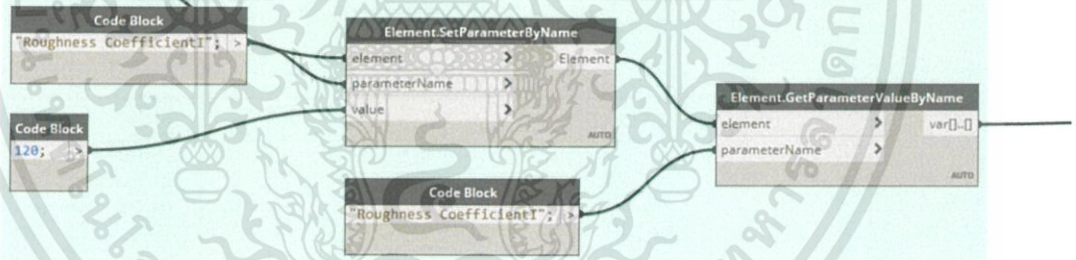 Code Block
"Roughness CoefficientI"; >
Element.SetParameterByName
element > Element
parameterName >
value >
AUTO
Code Block
120; >
Element.GetParameterValueByName
element > var[]..[]
parameterName >
AUTO
Code Block
"Roughness CoefficientI"; >